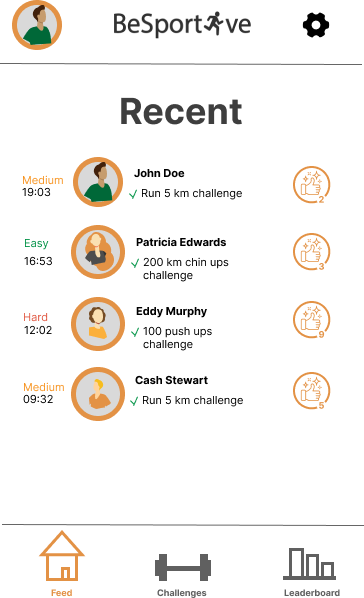 BeSportive
Recent
Medium
19:03
John Doe
Run 5 km challenge
2
Easy
16:53
Patricia Edwards
200 km chin ups
challenge
3
Hard
12:02
Eddy Murphy
100 push ups
challenge
9
Medium
09:32
Cash Stewart
Run 5 km challenge
5
Feed
Challenges
Leaderboard